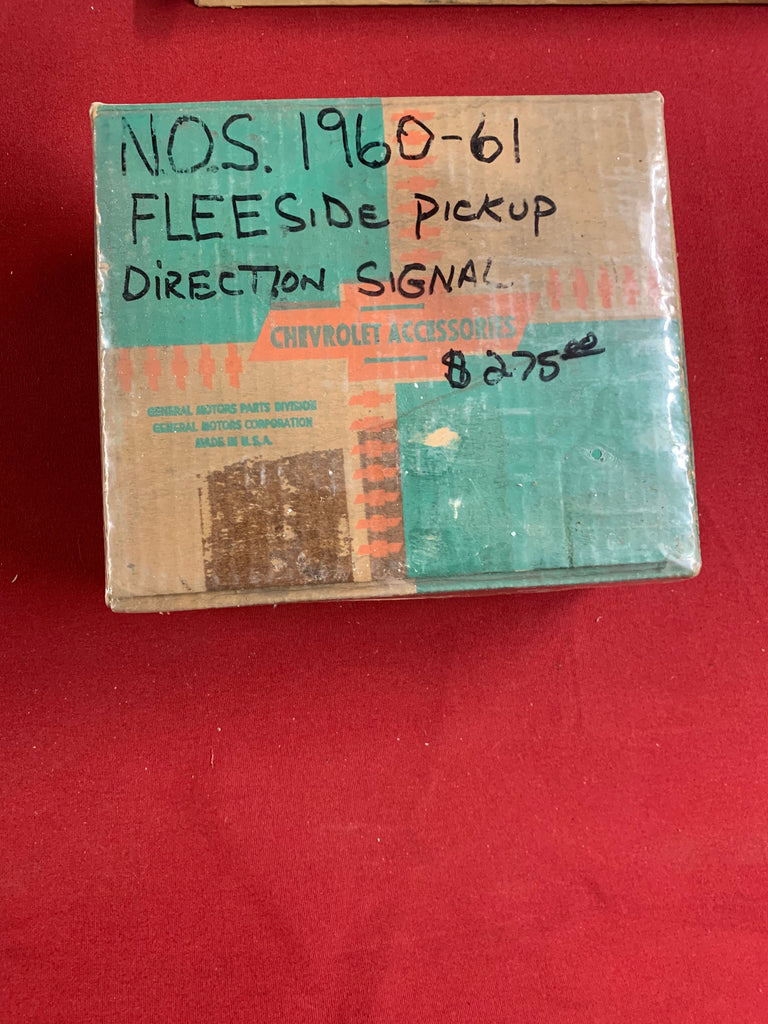 N.O.S. 1960-61
FLEESIDE PICKUP
DIRECTION SIGNAL
CHEVROLET ACCESSORIES
$275.00
GENERAL MOTORS PARTS DIVISION
GENERAL MOTORS CORPORATION
MADE IN U.S.A.